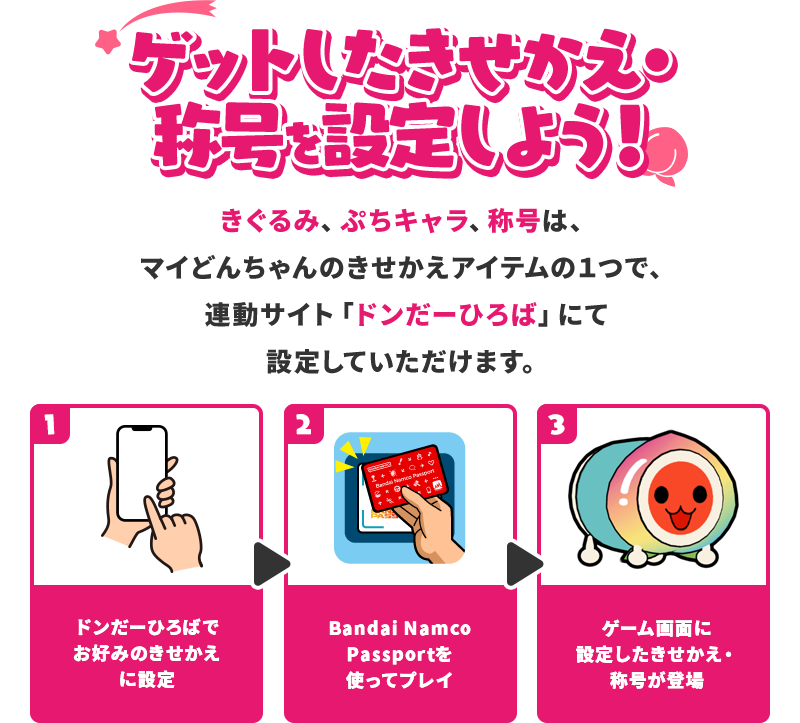 ゲットしたきせかえ・
称号を設定しよう！
きぐるみ、ぷちキャラ、称号は、
マイどんちゃんのきせかえアイテムの１つで、
連動サイト「ドンだーひろば」にて
設定していただけます。
1
ドンだーひろばで
お好みのきせかえ
に設定
2
Bandai Namco Passport
Bandai Namco
Passportを
使ってプレイ
3
ゲーム画面に
設定したきせかえ・
称号が登場